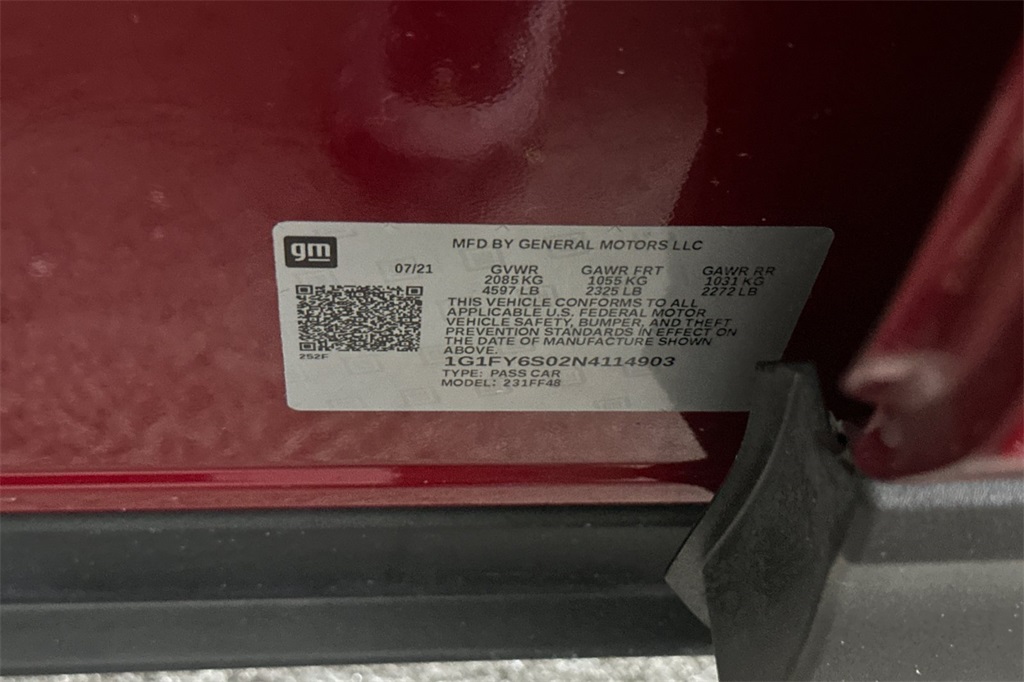 gm
MFD BY GENERAL MOTORS LLC
07/21 GVWR GAWR FRT GAWR RR
2085 KG 1055 KG 1031 KG
4597 LB 2325 LB 2272 LB
THIS VEHICLE CONFORMS TO ALL
APPLICABLE U.S. FEDERAL MOTOR
VEHICLE SAFETY, BUMPER, AND THEFT
PREVENTION STANDARDS IN EFFECT ON
THE DATE OF MANUFACTURE SHOWN
ABOVE.
252F
1G1FY6S02N4114903
TYPE: PASS CAR
MODEL: 231FF48